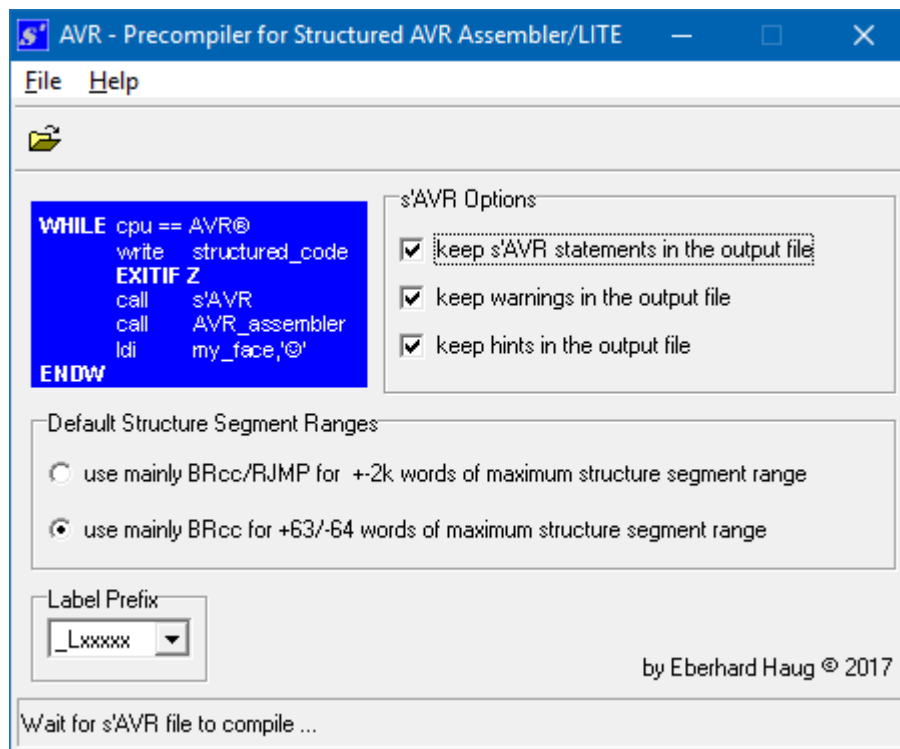 s' AVR - Precompiler for Structured AVR Assembler/LITE
File Help
WHILE cpu == AVR®
write structured_code
EXITIF Z
call s'AVR
call AVR_assembler
ldi my_face,'☺'
ENDW
s'AVR Options
keep s'AVR statements in the output file
keep warnings in the output file
keep hints in the output file
Default Structure Segment Ranges
use mainly BRcc/RJMP for +-2k words of maximum structure segment range
use mainly BRcc for +63/-64 words of maximum structure segment range
Label Prefix
_Lxxxxx
by Eberhard Haug © 2017
Wait for s'AVR file to compile ...